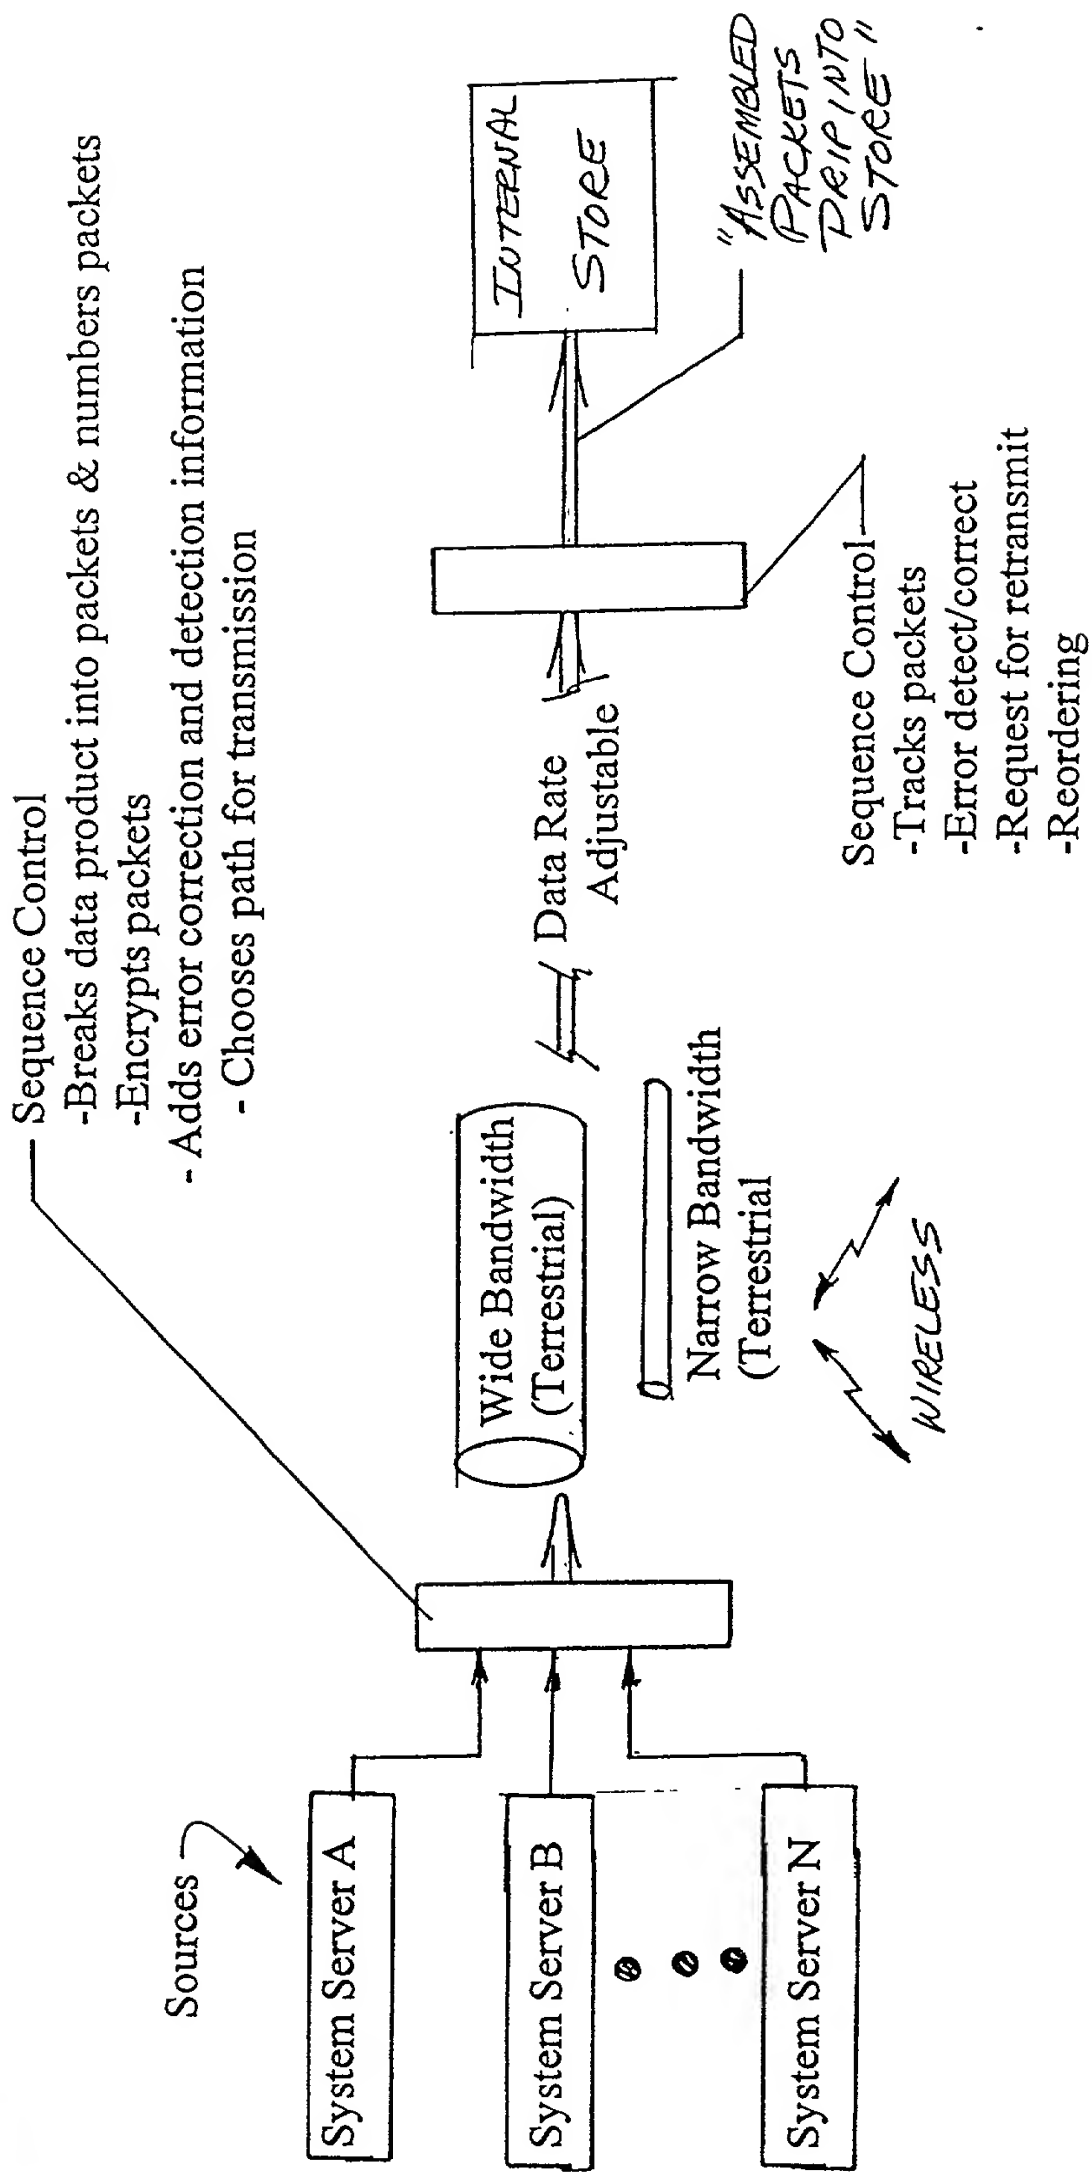 Sequence Control
-Breaks data product into packets & numbers packets
-Encrypts packets
- Adds error correction and detection information
- Chooses path for transmission
Sources
System Server A
System Server B
System Server N
Wide Bandwidth
(Terrestrial)
Narrow Bandwidth
(Terrestrial
WIRELESS
Data Rate
Adjustable
INTERNAL
STORE
"ASSEMBLED
PACKETS
DRIP INTO
STORE"
Sequence Control
-Tracks packets
-Error detect/correct
-Request for retransmit
-Reordering